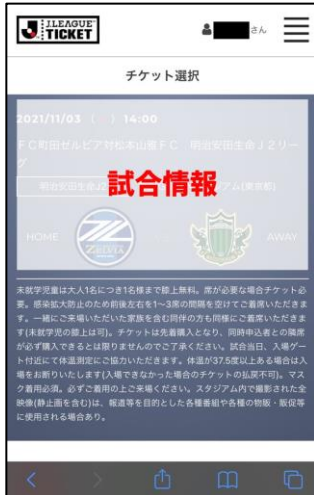 J.LEAGUE
TICKET
さん
チケット選択
2021/11/03 ( ) 14:00
FC町田ゼルビア対松本山雅FC 明治安田生命J2リー
グ
明治安田生命J2
試合情報
アム(東京都)
HOME
AWAY
未就学児童は大人1名につき1名様まで膝上無料。席が必要な場合チケット必
要。感染拡大防止のため前後左右を1~3席の間隔を空けてご着席いただきま
す。一緒にご来場いただいた家族を含む同伴の方も同様にご着席いただきま
す(未就学児の膝上は可)。チケットは先着購入となり、同時申込者との隣席
が必ず購入できるとは限りませんのでご了承ください。試合当日、入場ゲー
ト付近にて体温測定にご協力いただきます。体温が37.5度以上ある場合は入
場をお断りいたします(入場できなかった場合のチケットの払戻不可)。マス
ク着用必須。必ずご着用の上ご来場ください。スタジアム内で撮影された全
映像(静止画を含む)は、報道等を目的とした各種番組や各種の物販・販促等
に使用される場合あり。